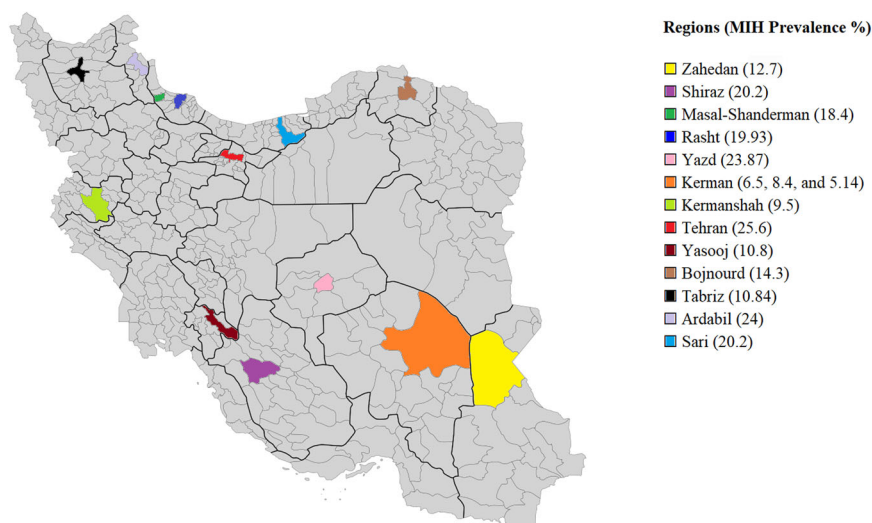 Regions (MIH Prevalence %)
Zahedan (12.7)
Shiraz (20.2)
Masal-Shanderman (18.4)
Rasht (19.93)
Yazd (23.87)
Kerman (6.5, 8.4, and 5.14)
Kermanshah (9.5)
Tehran (25.6)
Yasooj (10.8)
Bojnourd (14.3)
Tabriz (10.84)
Ardabil (24)
Sari (20.2)